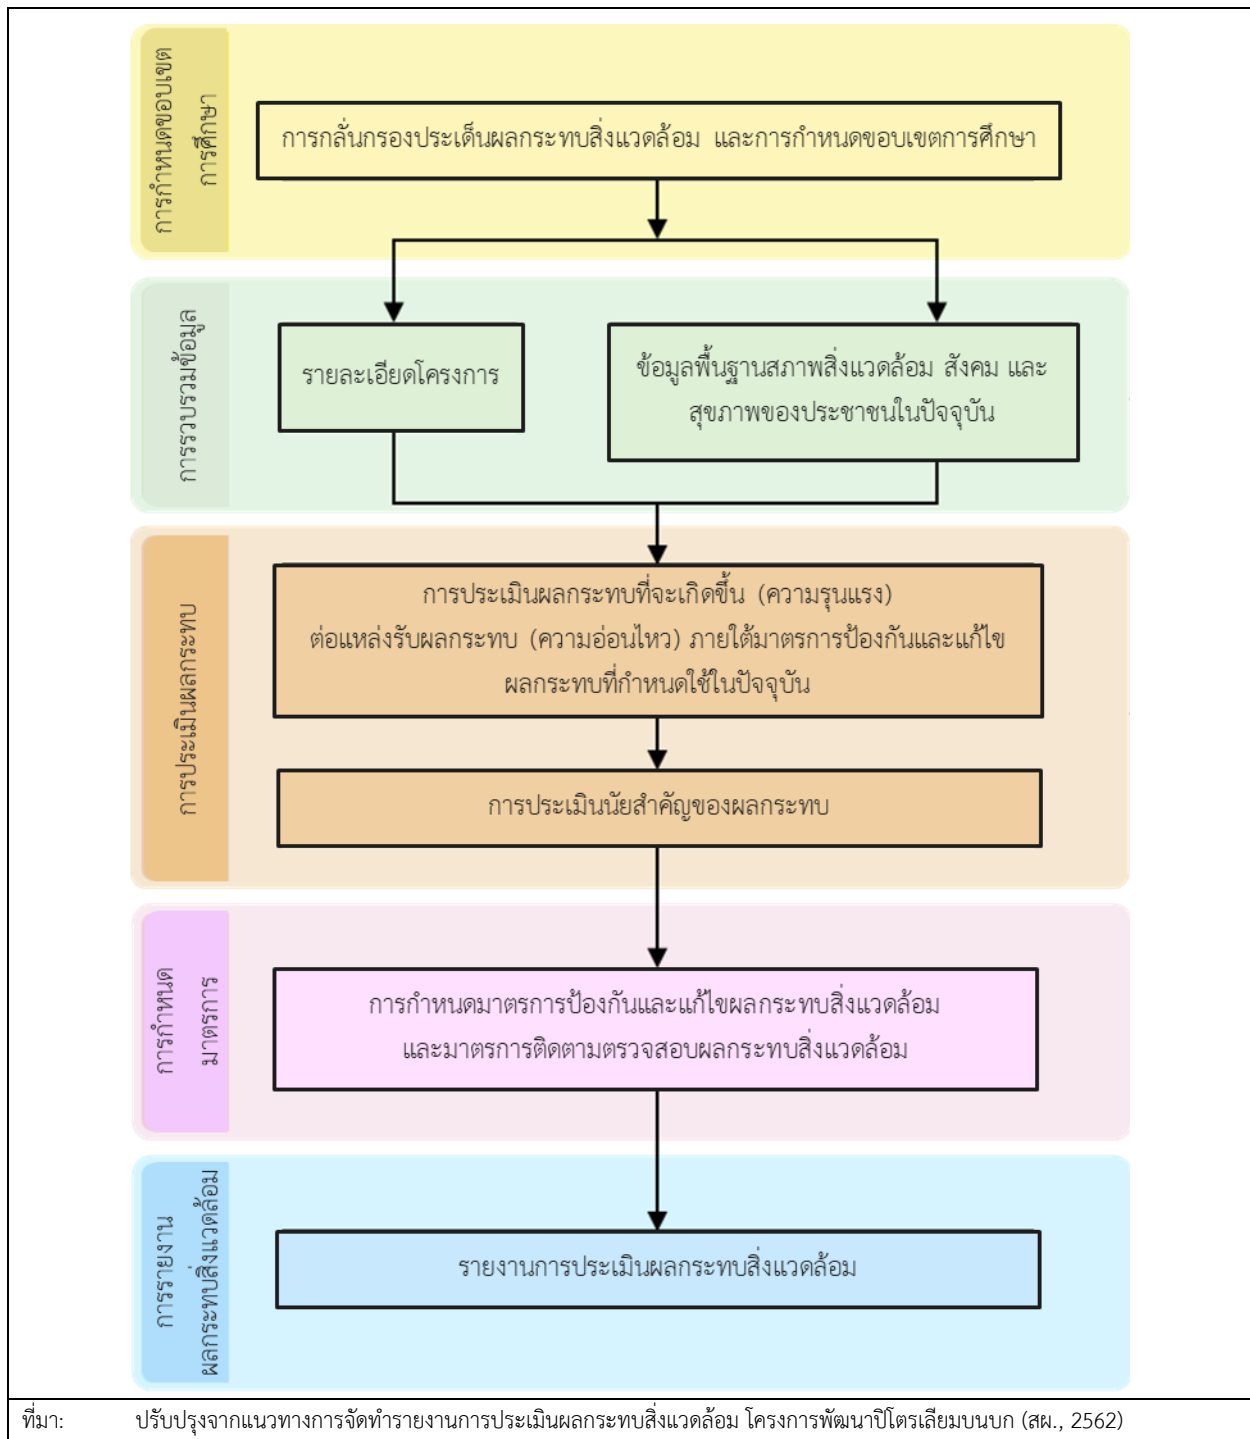 การกำหนดขอบเขต
การศึกษา
การกลั่นกรองประเด็นผลกระทบสิ่งแวดล้อม และการกำหนดขอบเขตการศึกษา
การรวบรวมข้อมูล
รายละเอียดโครงการ
ข้อมูลพื้นฐานสภาพสิ่งแวดล้อม สังคม และ
สุขภาพของประชาชนในปัจจุบัน
การประเมินผลกระทบ
การประเมินผลกระทบที่จะเกิดขึ้น (ความรุนแรง)
ต่อแหล่งรับผลกระทบ (ความอ่อนไหว) ภายใต้มาตรการป้องกันและแก้ไข
ผลกระทบที่กำหนดใช้ในปัจจุบัน
การประเมินนัยสำคัญของผลกระทบ
การกำหนด
มาตรการ
การกำหนดมาตรการป้องกันและแก้ไขผลกระทบสิ่งแวดล้อม
และมาตรการติดตามตรวจสอบผลกระทบสิ่งแวดล้อม
การรายงาน
ผลกระทบสิ่งแวดล้อม
รายงานการประเมินผลกระทบสิ่งแวดล้อม
ที่มา: ปรับปรุงจากแนวทางการจัดทำรายงานการประเมินผลกระทบสิ่งแวดล้อม โครงการพัฒนาปิโตรเลียมบนบก (สผ., 2562)